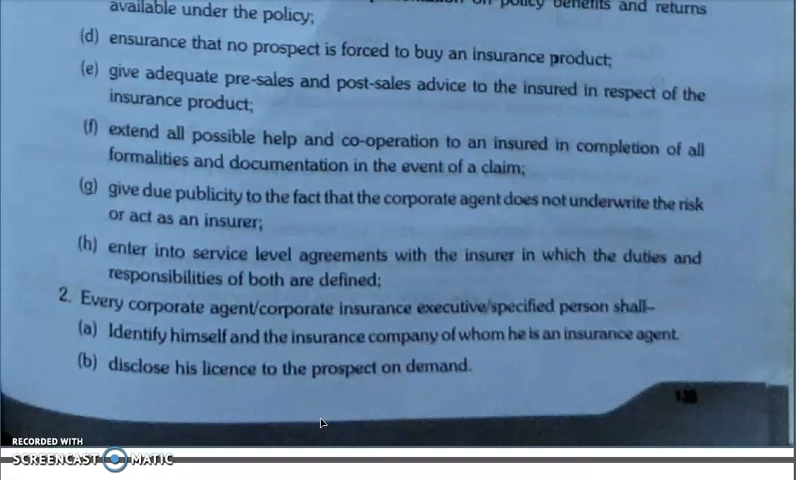 on policy benefits and returns
available under the policy;
(d) ensurance that no prospect is forced to buy an insurance product;
(e) give adequate pre-sales and post-sales advice to the insured in respect of the
insurance product;
(f) extend all possible help and co-operation to an insured in completion of all
formalities and documentation in the event of a claim;
(g) give due publicity to the fact that the corporate agent does not underwrite the risk
or act as an insurer;
(h) enter into service level agreements with the insurer in which the duties and
responsibilities of both are defined;
2. Every corporate agent/corporate insurance executive/specified person shall–
(a) Identify himself and the insurance company of whom he is an insurance agent.
(b) disclose his licence to the prospect on demand.
RECORDED WITH
SCREENCAST MATIC